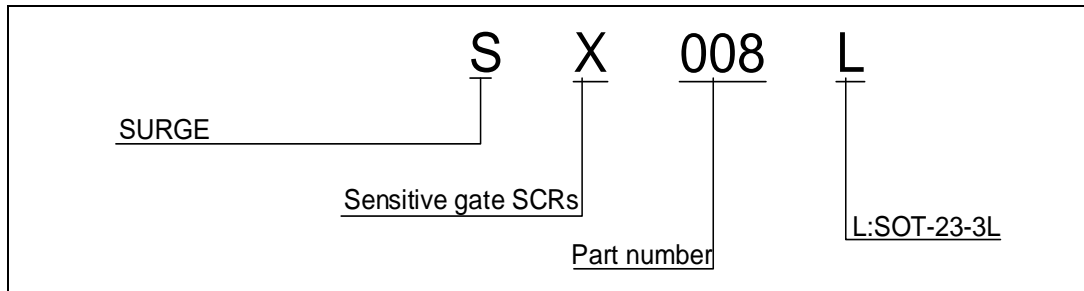 S X 008 L
SURGE
Sensitive gate SCRs
L:SOT-23-3L
Part number